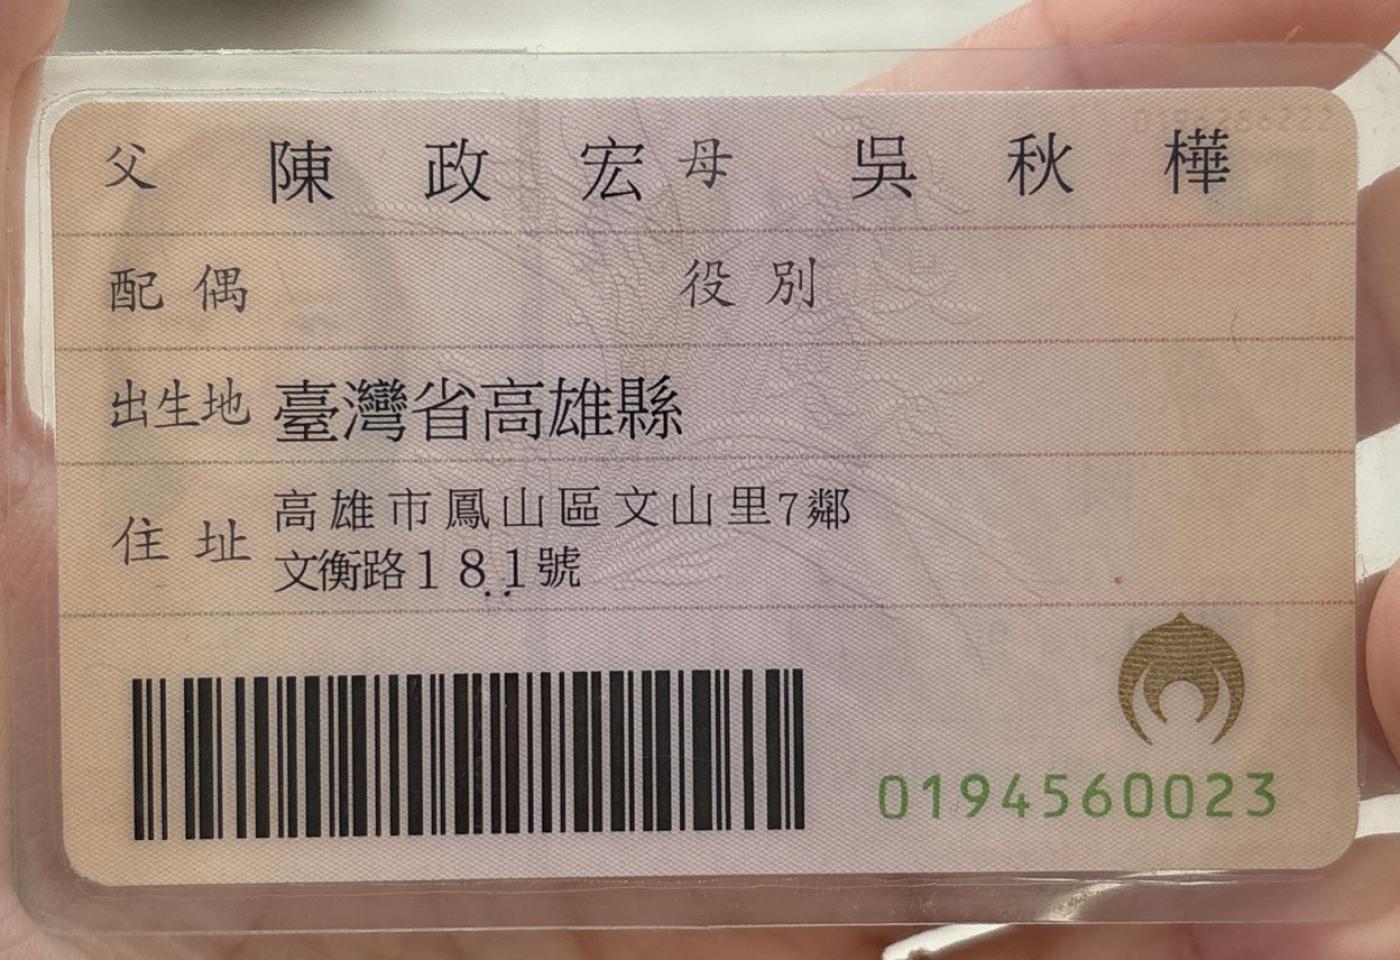 父 陳政宏 母 吳秋樺
配偶 役別
出生地 臺灣省高雄縣
住址 高雄市鳳山區文山里7鄰
文衡路181號
0194560023